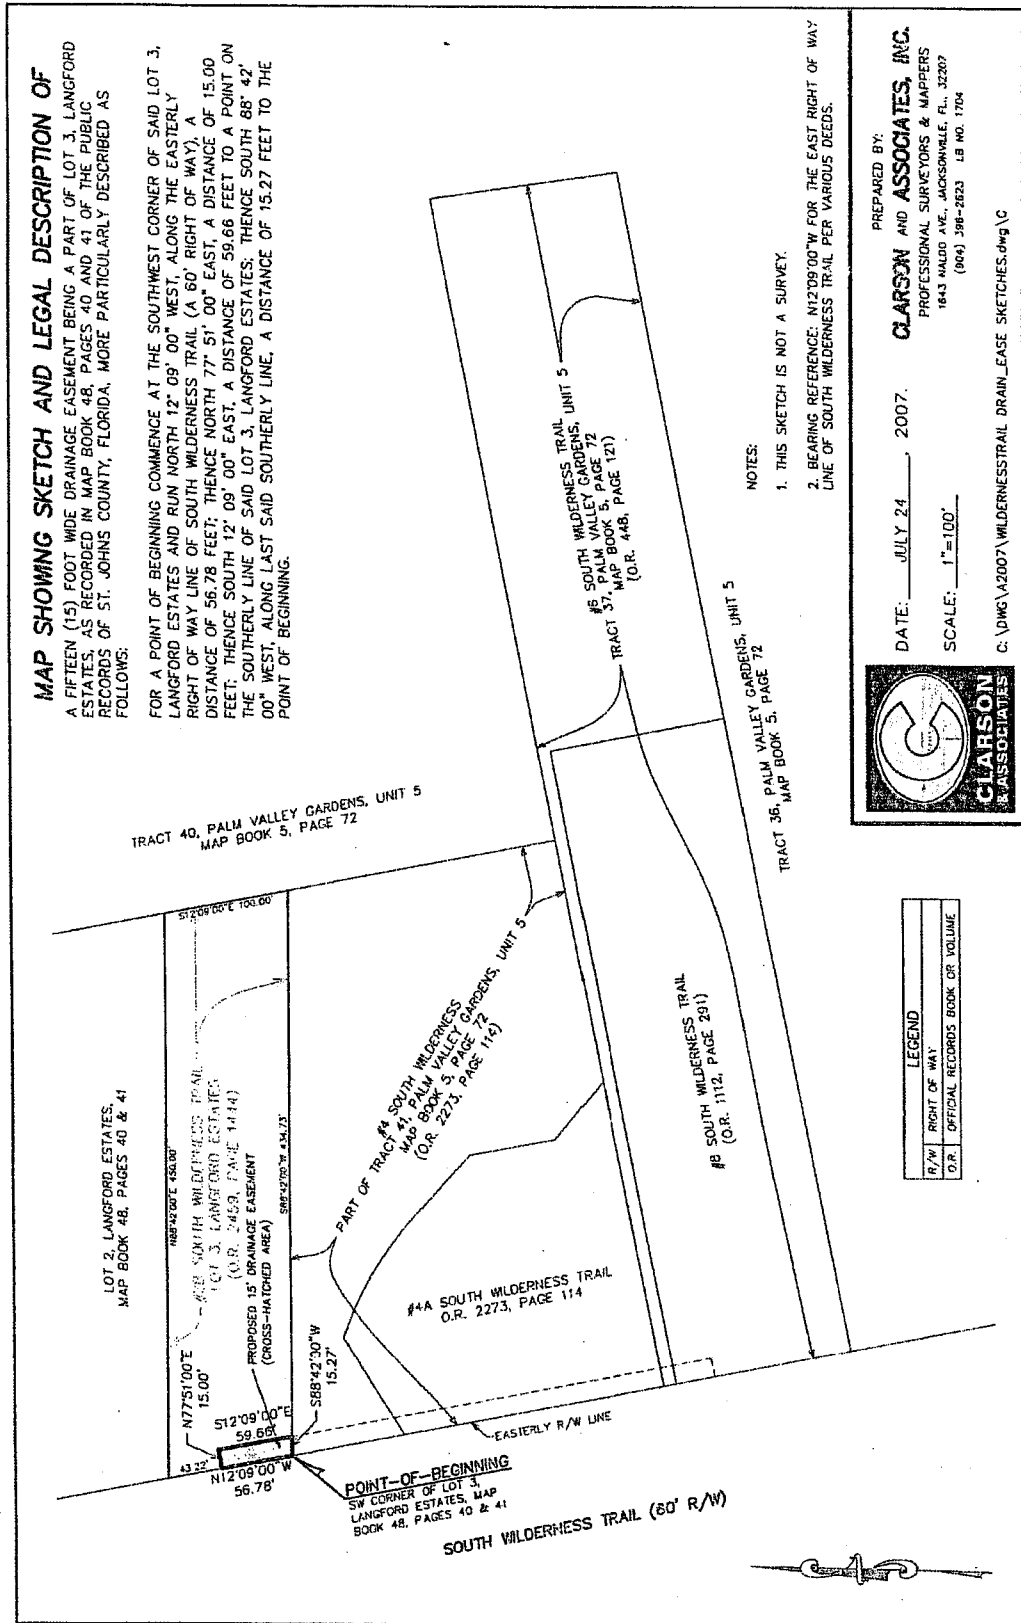 MAP SHOWING SKETCH AND LEGAL DESCRIPTION OF
A FIFTEEN (15) FOOT WIDE DRAINAGE EASEMENT BEING A PART OF LOT 3, LANGFORD
ESTATES, AS RECORDED IN MAP BOOK 48, PAGES 40 AND 41 OF THE PUBLIC
RECORDS OF ST. JOHNS COUNTY, FLORIDA, MORE PARTICULARLY DESCRIBED AS
FOLLOWS:
FOR A POINT OF BEGINNING COMMENCE AT THE SOUTHWEST CORNER OF SAID LOT 3,
LANGFORD ESTATES AND RUN NORTH 12° 09' 00" WEST, ALONG THE EASTERLY
RIGHT OF WAY LINE OF SOUTH WILDERNESS TRAIL (A 60' RIGHT OF WAY), A
DISTANCE OF 56.78 FEET; THENCE NORTH 77° 51' 00" EAST, A DISTANCE OF 15.00
FEET; THENCE SOUTH 12° 09' 00" EAST, A DISTANCE OF 59.66 FEET TO A POINT ON
THE SOUTHERLY LINE OF SAID LOT 3, LANGFORD ESTATES; THENCE SOUTH 88° 42'
00" WEST, ALONG LAST SAID SOUTHERLY LINE, A DISTANCE OF 15.27 FEET TO THE
POINT OF BEGINNING.
TRACT 40, PALM VALLEY GARDENS, UNIT 5
MAP BOOK 5, PAGE 72
LOT 2, LANGFORD ESTATES,
MAP BOOK 48, PAGES 40 & 41
N88°42'00"E 450.00'
S12°09'00"E 100.00'
SOUTH WILDERNESS TRAIL
LOT 3, LANGFORD ESTATES
(O.R. 2459, PAGE 1444)
PROPOSED 15' DRAINAGE EASEMENT
(CROSS-HATCHED AREA)
S88°42'00"W 434.73'
N77°51'00"E
15.00'
S12°09'00"E
59.66'
43.22'
N12°09'00"W
56.78'
S88°42'00"W
15.27'
POINT-OF-BEGINNING
SW CORNER OF LOT 3,
LANGFORD ESTATES, MAP
BOOK 48, PAGES 40 & 41
EASTERLY R/W LINE
SOUTH WILDERNESS TRAIL (60' R/W)
#4 SOUTH WILDERNESS
PART OF TRACT 41, PALM VALLEY GARDENS, UNIT 5
MAP BOOK 5, PAGE 72
(O.R. 2273, PAGE 114)
#4A SOUTH WILDERNESS TRAIL
O.R. 2273, PAGE 114
#8 SOUTH WILDERNESS TRAIL
(O.R. 1112, PAGE 291)
#6 SOUTH WILDERNESS TRAIL
TRACT 37, PALM VALLEY GARDENS, UNIT 5
MAP BOOK 5, PAGE 72
(O.R. 448, PAGE 121)
TRACT 36, PALM VALLEY GARDENS, UNIT 5
MAP BOOK 5, PAGE 72
NOTES:
1. THIS SKETCH IS NOT A SURVEY.
2. BEARING REFERENCE: N12°09'00"W FOR THE EAST RIGHT OF WAY
LINE OF SOUTH WILDERNESS TRAIL PER VARIOUS DEEDS.
LEGEND
R/W RIGHT OF WAY
O.R. OFFICIAL RECORDS BOOK OR VOLUME
CLARSON
& ASSOCIATES
DATE: JULY 24, 2007.
SCALE: 1"=100'
PREPARED BY:
CLARSON AND ASSOCIATES, INC.
PROFESSIONAL SURVEYORS & MAPPERS
1643 NALDO AVE., JACKSONVILLE, FL., 32207
(904) 396-2623 LB NO. 1704
C:\DWG\A2007\WILDERNESSTRAIL DRAIN_EASE SKETCHES.dwg\C